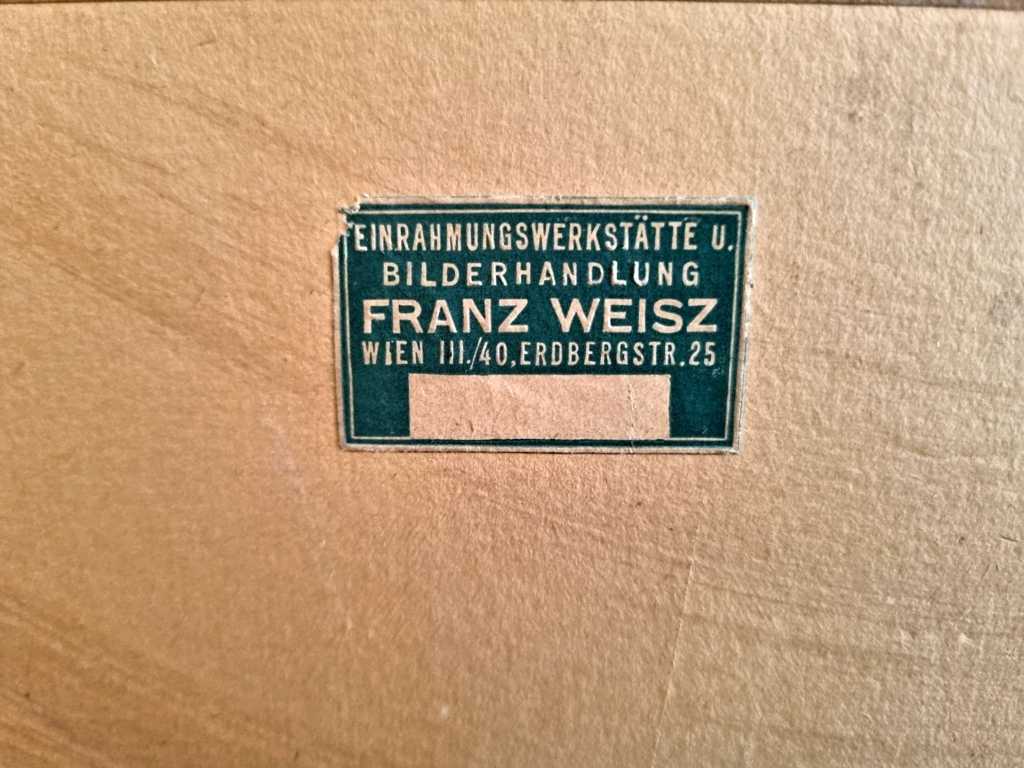 EINRAHMUNGSWERKSTÄTTE U.
BILDERHANDLUNG
FRANZ WEISZ
WIEN III./40, ERDBERGSTR. 25